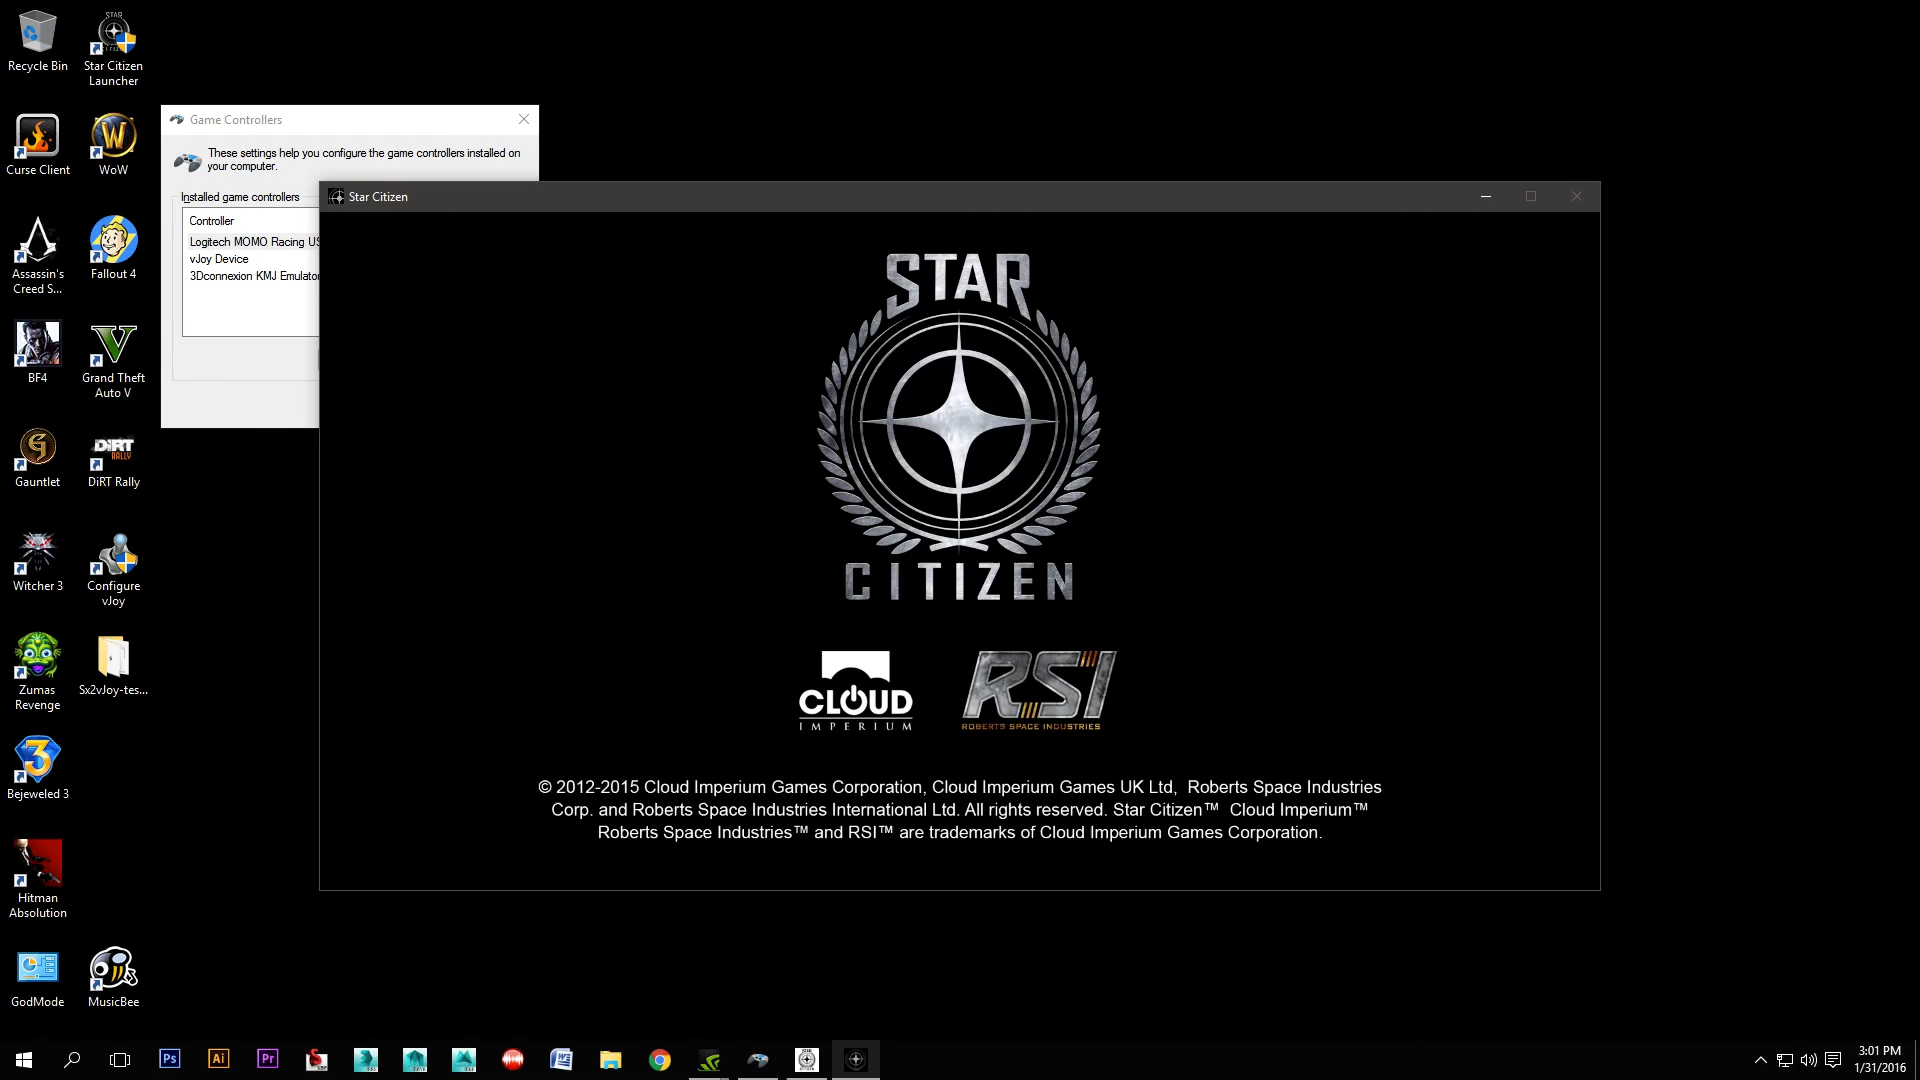 Recycle Bin
Star Citizen
Launcher
Curse Client
WoW
Assassin's
Creed S...
Fallout 4
BF4
Grand Theft
Auto V
Gauntlet
DiRT Rally
Witcher 3
Configure
vJoy
Zumas
Revenge
Sx2vJoy-tes...
Bejeweled 3
Hitman
Absolution
GodMode
MusicBee
Game Controllers
These settings help you configure the game controllers installed on
your computer.
Installed game controllers
Controller
Logitech MOMO Racing US
vJoy Device
3Dconnexion KMJ Emulator
Star Citizen
STAR
CITIZEN
CLOUD
IMPERIUM
RSI
ROBERTS SPACE INDUSTRIES
© 2012-2015 Cloud Imperium Games Corporation, Cloud Imperium Games UK Ltd, Roberts Space Industries
Corp. and Roberts Space Industries International Ltd. All rights reserved. Star Citizen™ Cloud Imperium™
Roberts Space Industries™ and RSI™ are trademarks of Cloud Imperium Games Corporation.
Ps
Ai
Pr
3:01 PM
1/31/2016